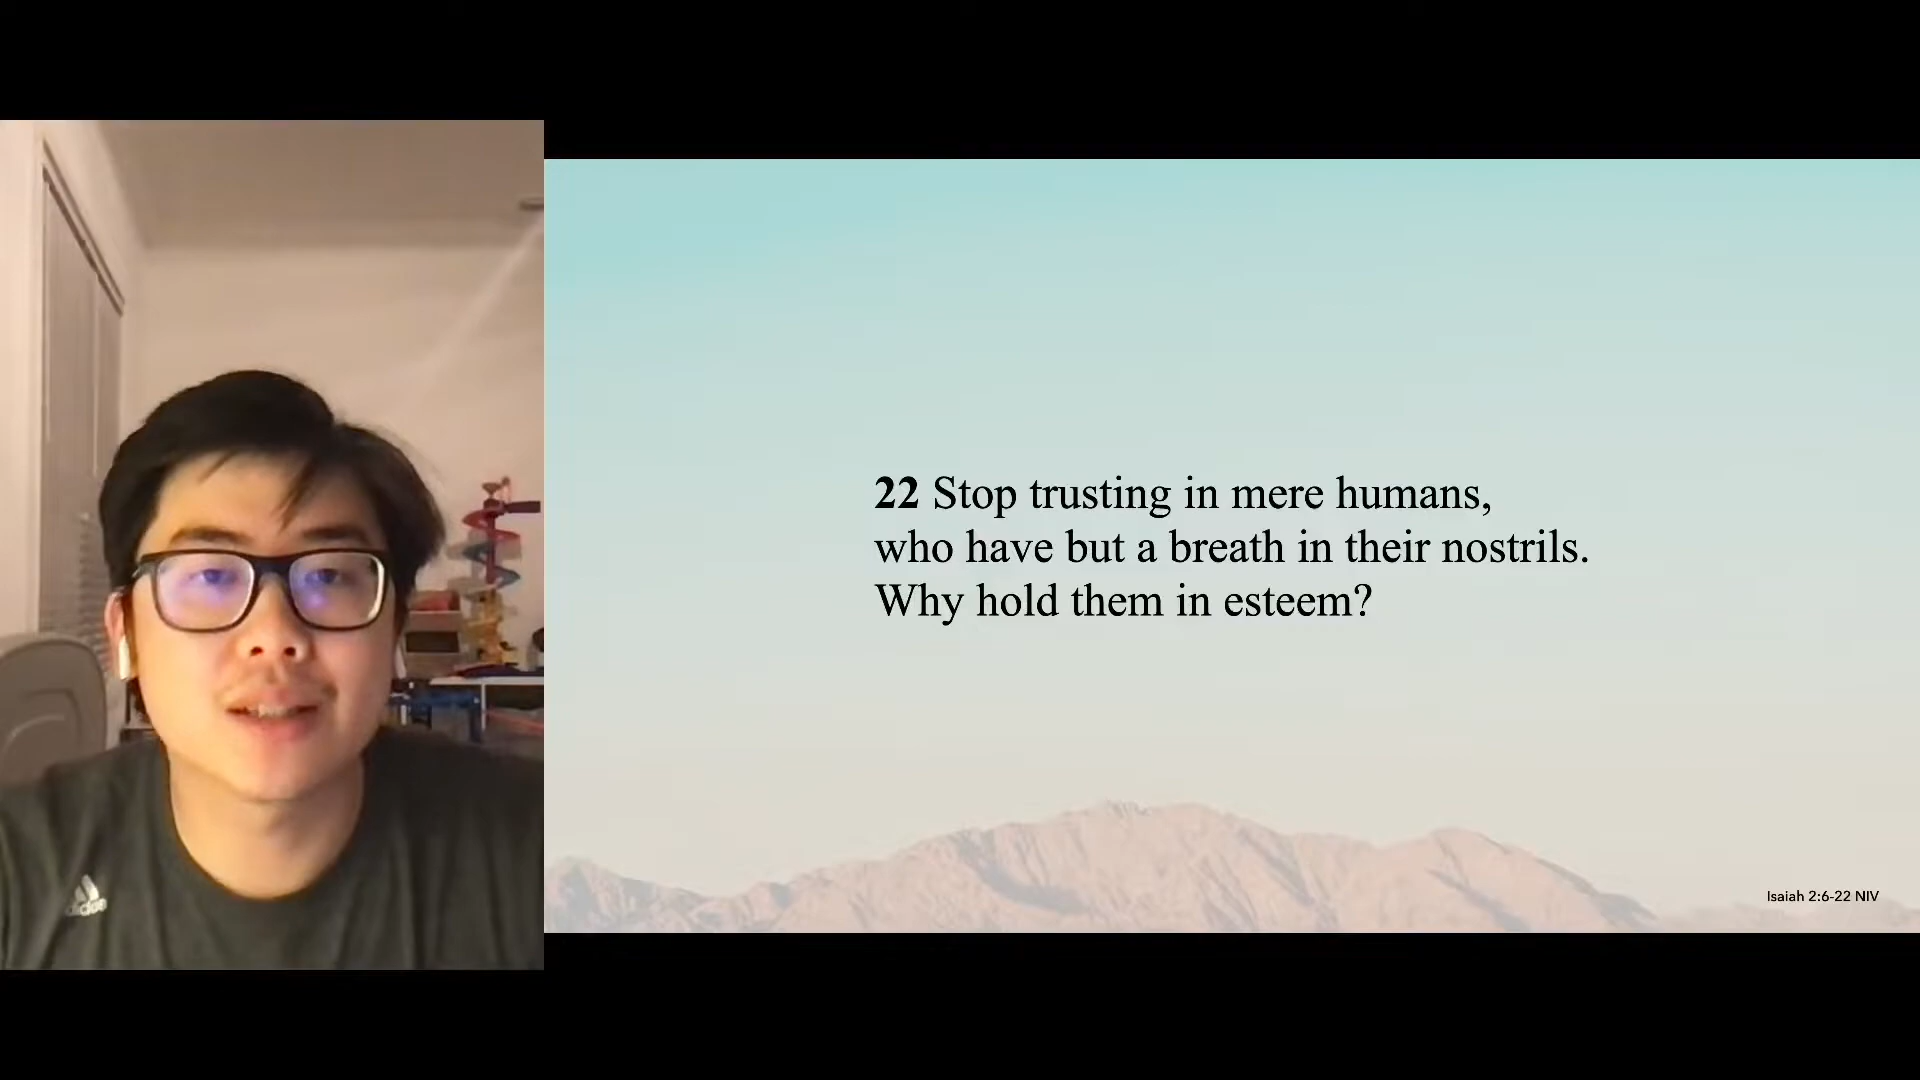 22 Stop trusting in mere humans,
who have but a breath in their nostrils.
Why hold them in esteem?
Isaiah 2:6-22 NIV
adidas